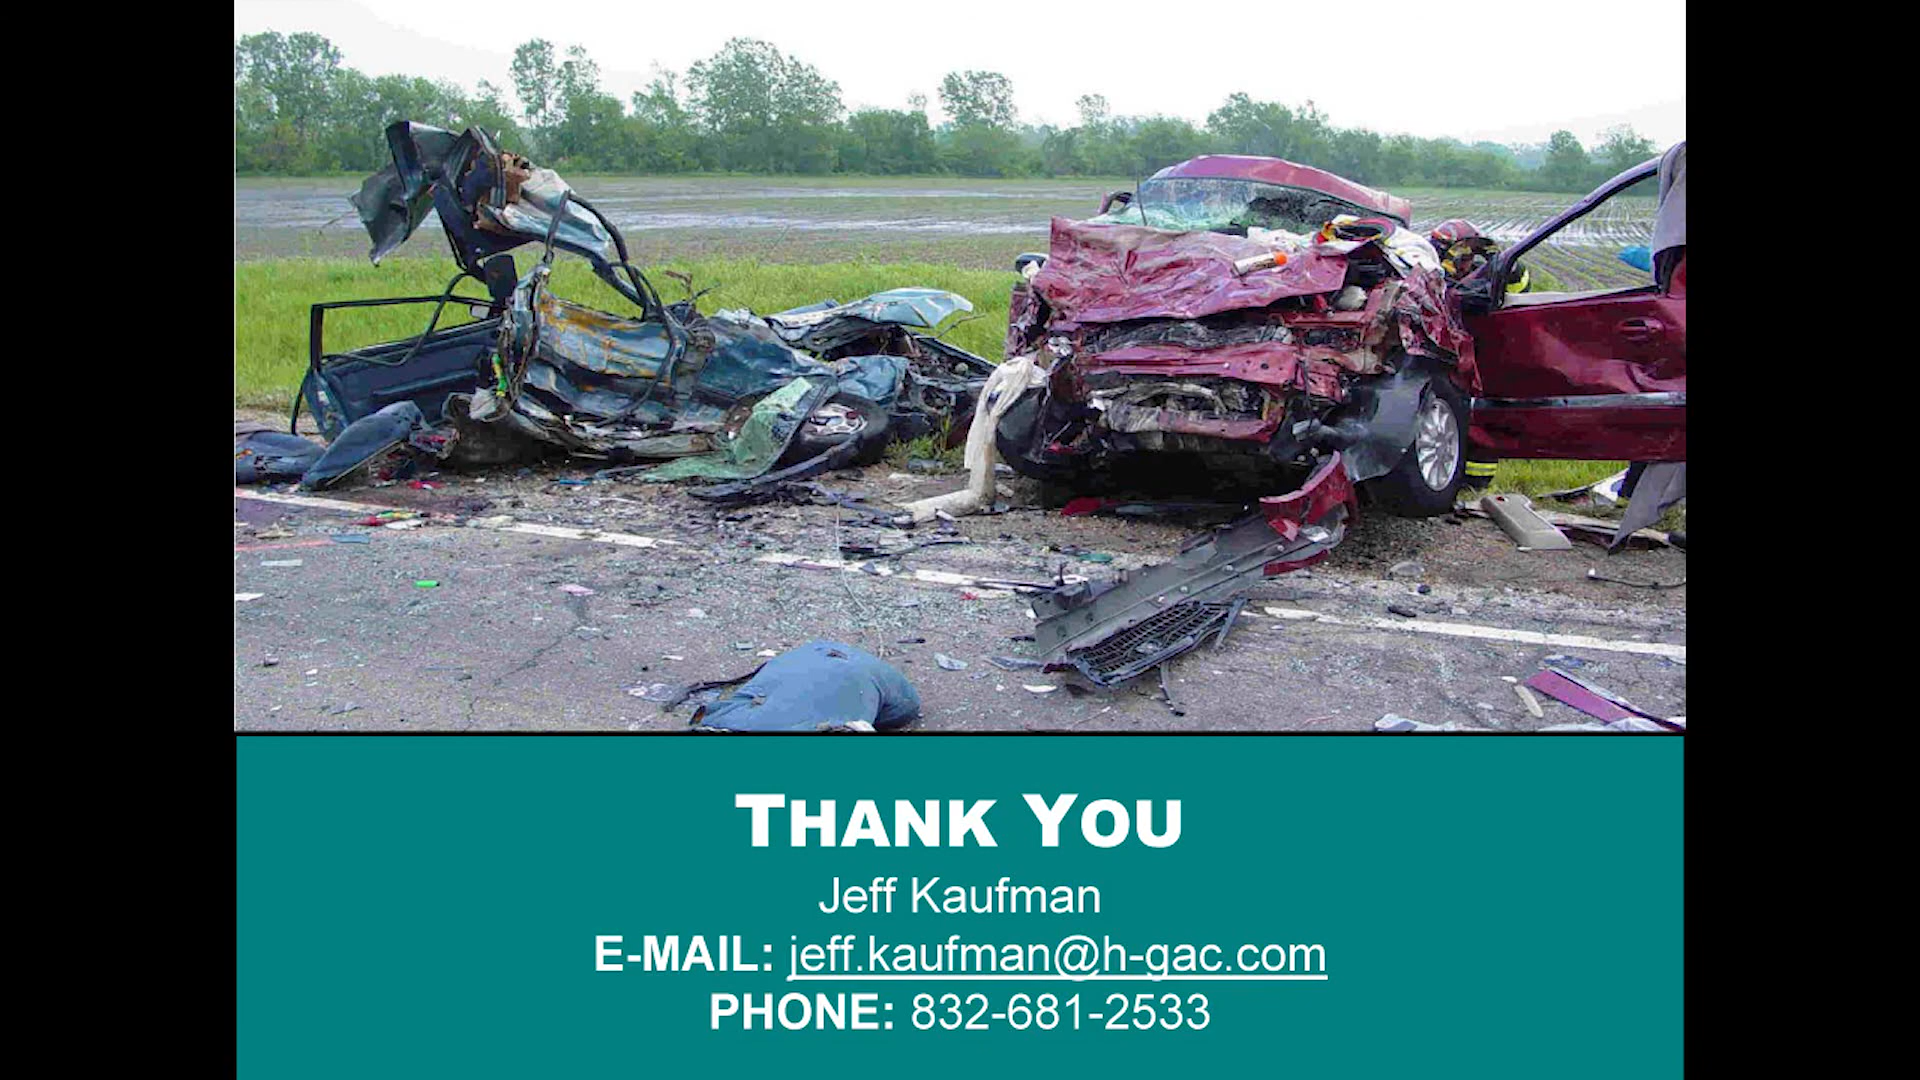 THANK YOU
Jeff Kaufman
E-MAIL: jeff.kaufman@h-gac.com
PHONE: 832-681-2533